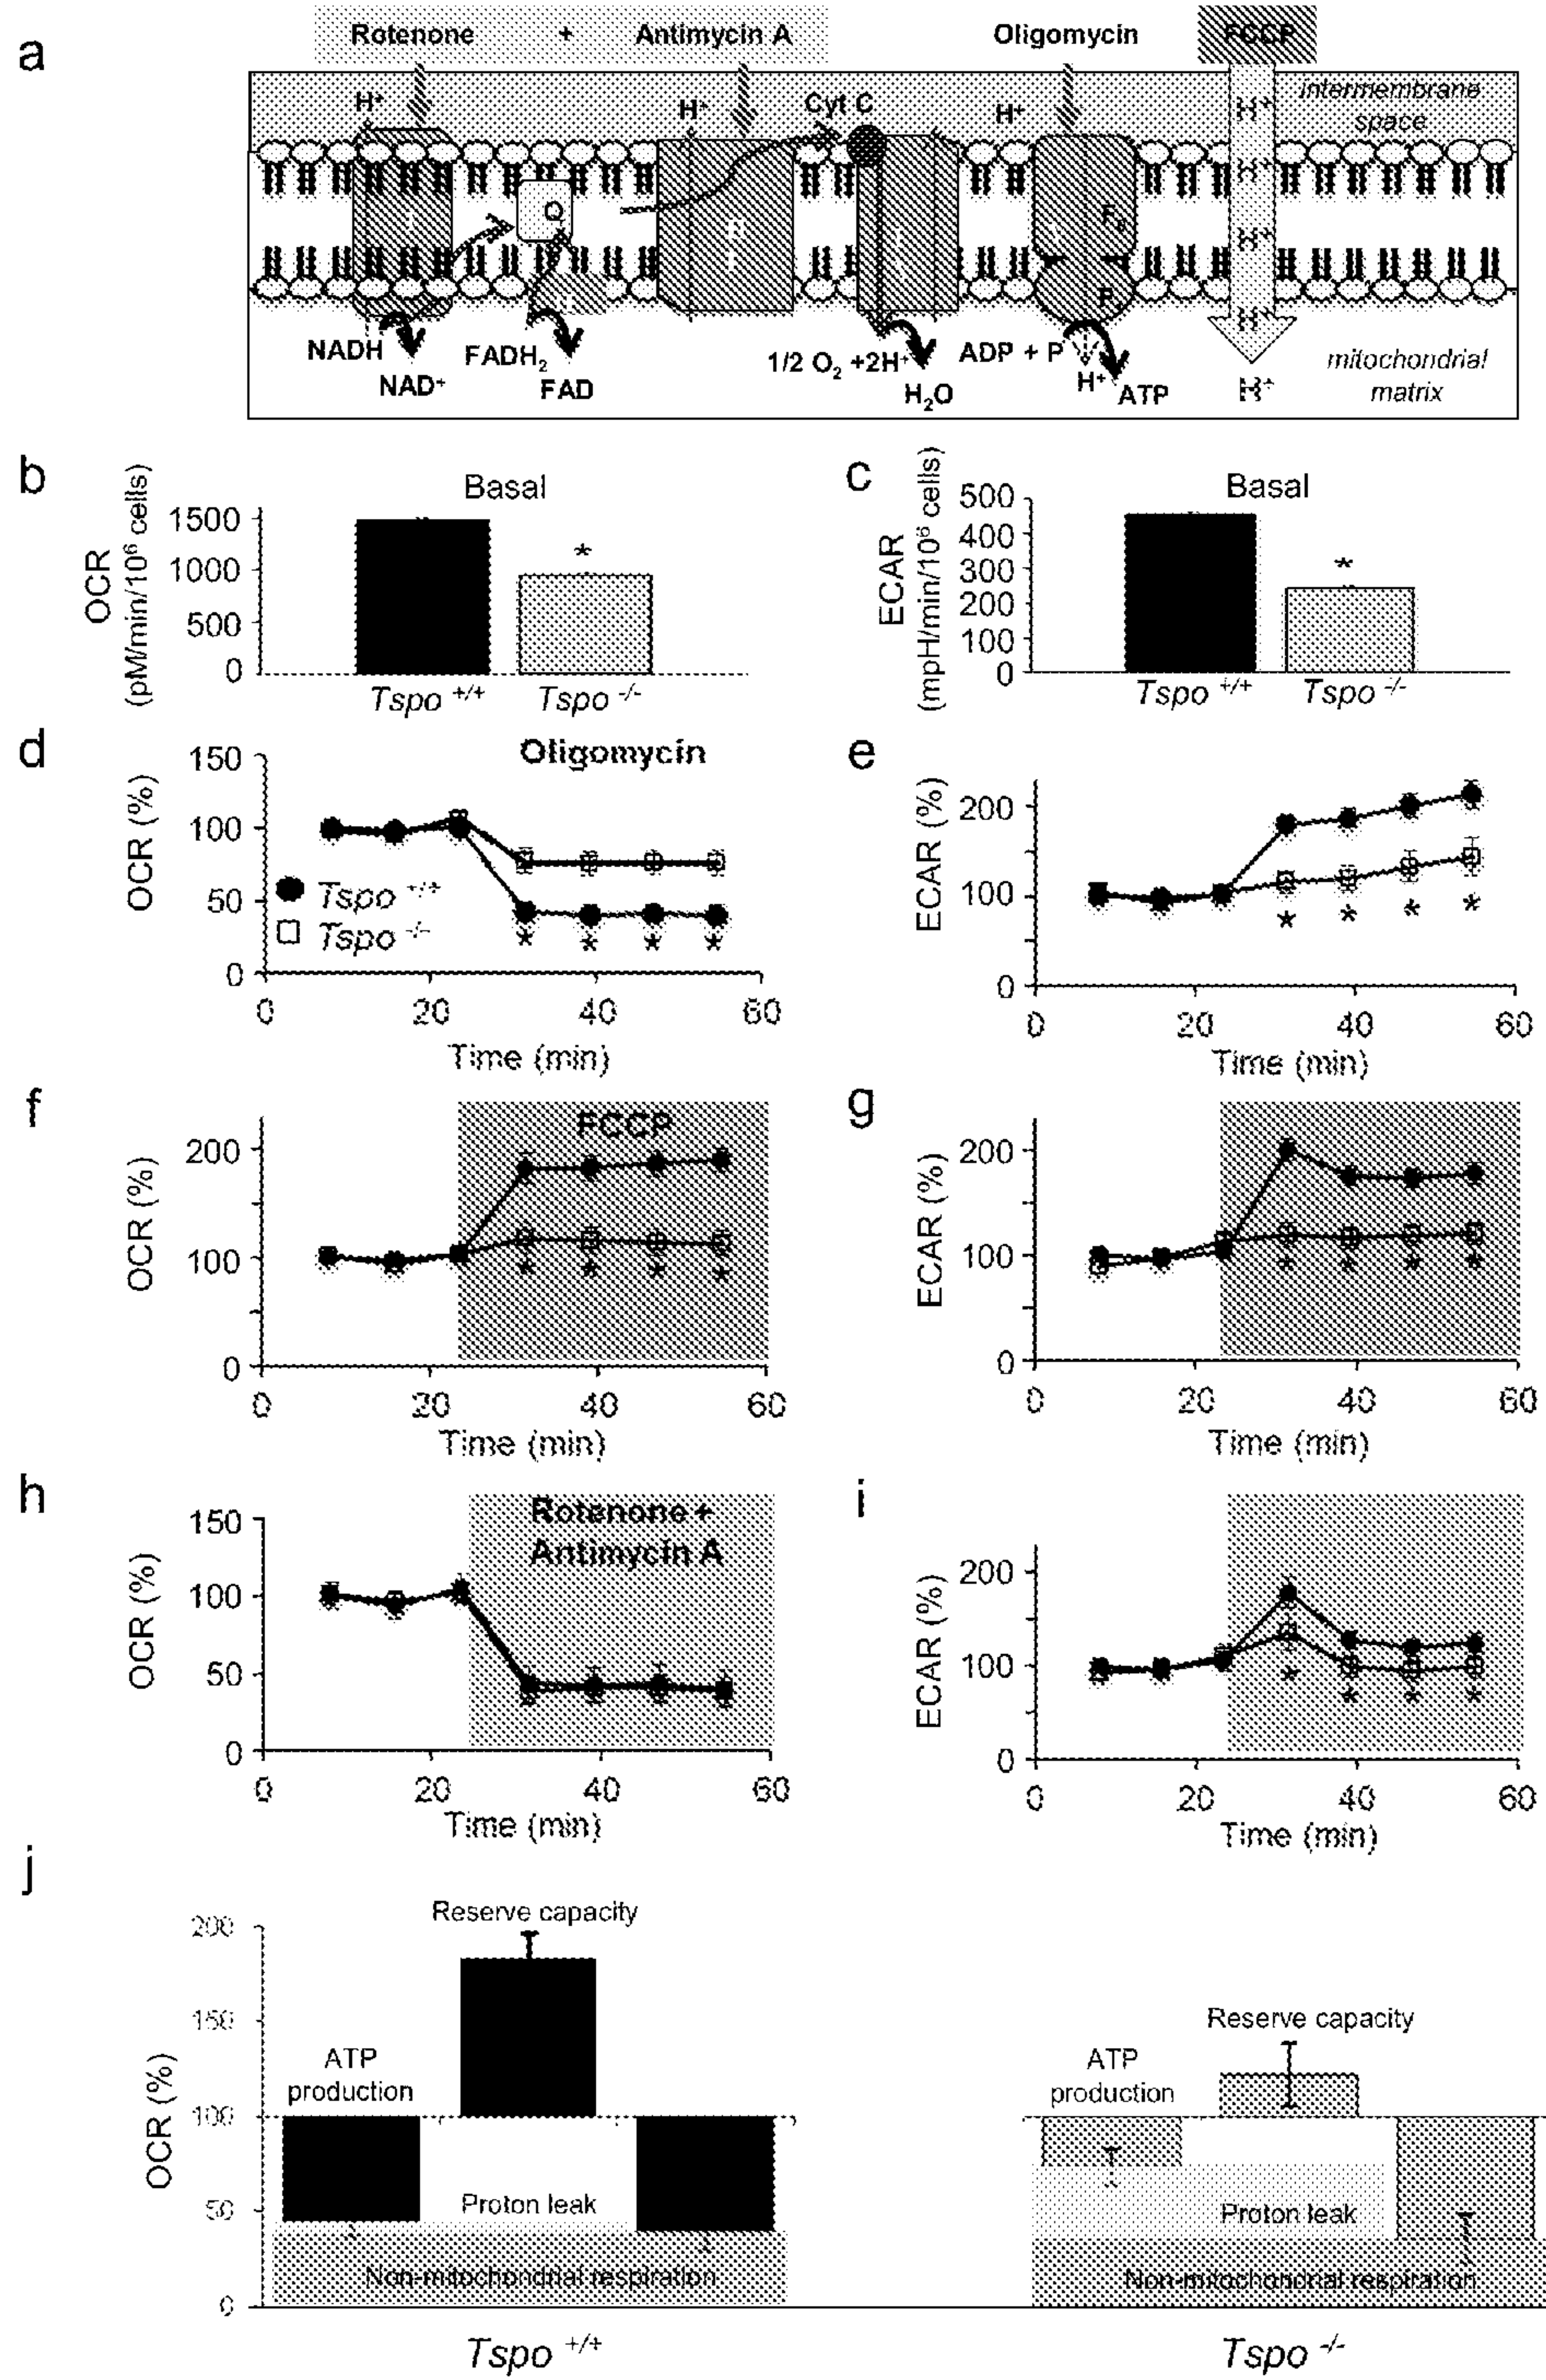 a
Rotenone + Antimycin A Oligomycin FCCP
H+ H+ Cyt C H+ H+ intermembrane
space
H+
Q
H+
F0
H+
NADH FADH2 1/2 O2 +2H+ ADP + P mitochondrial
NAD+ FAD H2O H+ ATP H+ matrix
b
Basal
OCR
(pM/min/10⁶ cells)
1500
1000
500
0
Tspo +/+ Tspo -/-
*
c
Basal
ECAR
(mpH/min/10⁶ cells)
500
400
300
200
100
0
Tspo +/+ Tspo -/-
*
d
Oligomycin
OCR (%)
150
100
50
0
Tspo +/+
Tspo -/-
* * * *
0 20 40 60
Time (min)
e
ECAR (%)
200
100
0
* * * *
0 20 40 60
Time (min)
f
FCCP
OCR (%)
200
100
0
* * * *
0 20 40 60
Time (min)
g
ECAR (%)
200
100
0
* * * *
0 20 40 60
Time (min)
h
Rotenone +
Antimycin A
OCR (%)
150
100
50
0
0 20 40 60
Time (min)
i
ECAR (%)
200
100
0
* * * *
0 20 40 60
Time (min)
j
OCR (%)
200
150
100
50
0
Reserve capacity
ATP
production
Proton leak
Non-mitochondrial respiration
Tspo +/+
Reserve capacity
ATP
production
Proton leak
Non-mitochondrial respiration
Tspo -/-